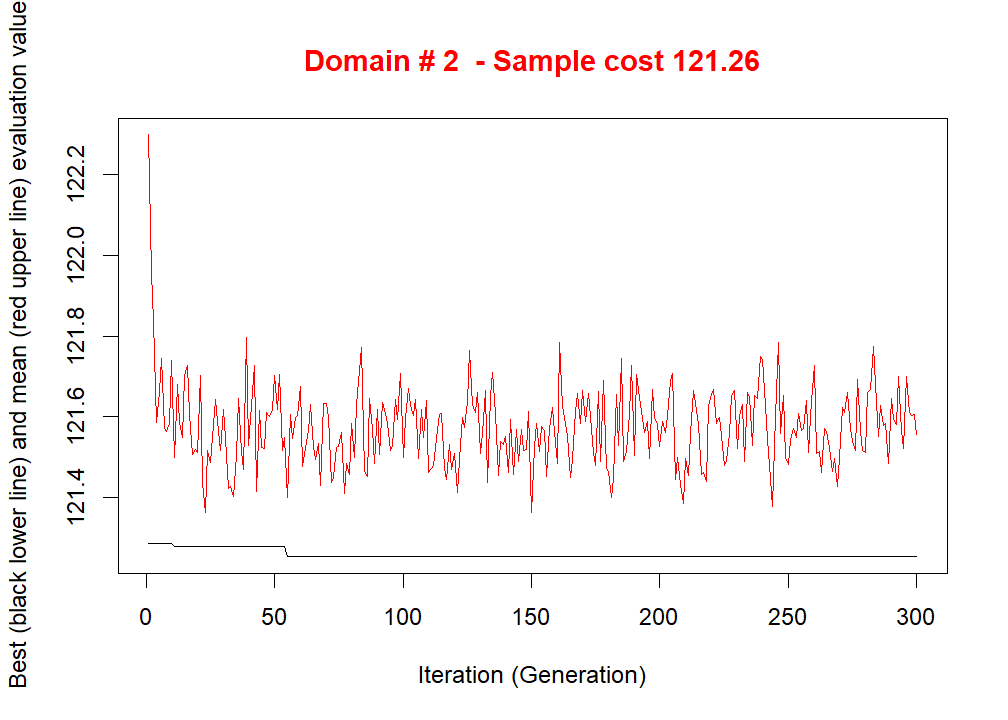 Domain # 2  - Sample cost 121.26
Best (black lower line) and mean (red upper line) evaluation value
122.2
122.0
121.8
121.6
121.4
0 50 100 150 200 250 300
Iteration (Generation)